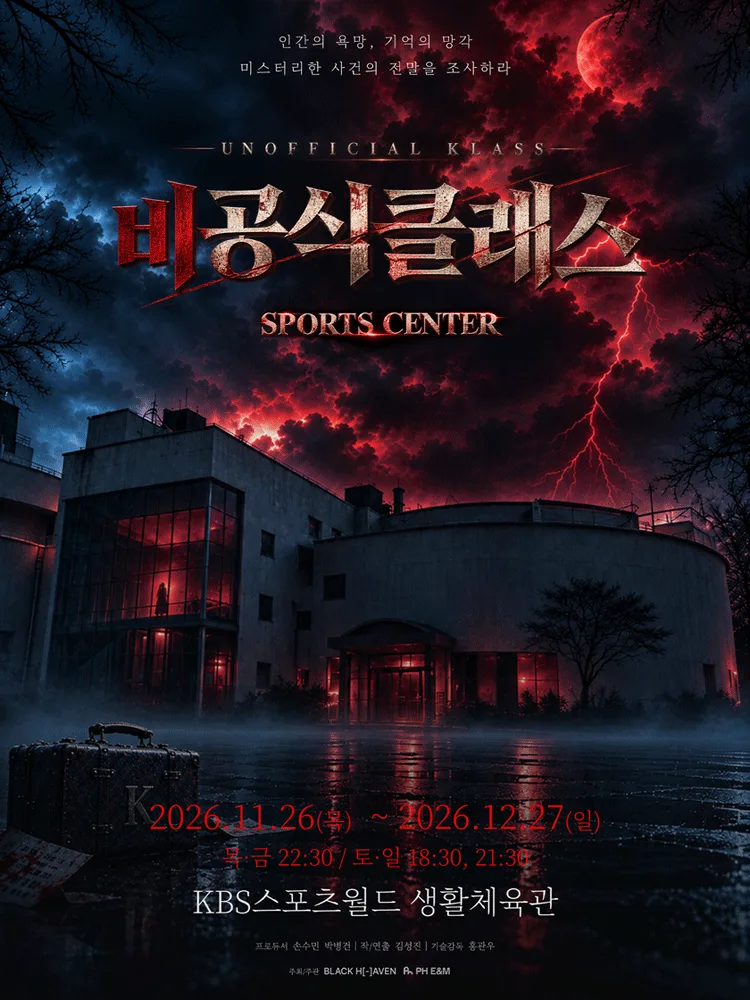 인간의 욕망, 기억의 망각
미스터리한 사건의 전말을 조사하라
UNOFFICIAL KLASS
비공식클래스
SPORTS CENTER
K
2026.11.26(목) ~ 2026.12.27(일)
목·금 22:30 / 토·일 18:30, 21:30
KBS스포츠월드 생활체육관
프로듀서 손수민 박병건 | 작/연출 김성진 | 기술감독 홍관우
주최/주관 BLACK H[-]AVEN PH E&M